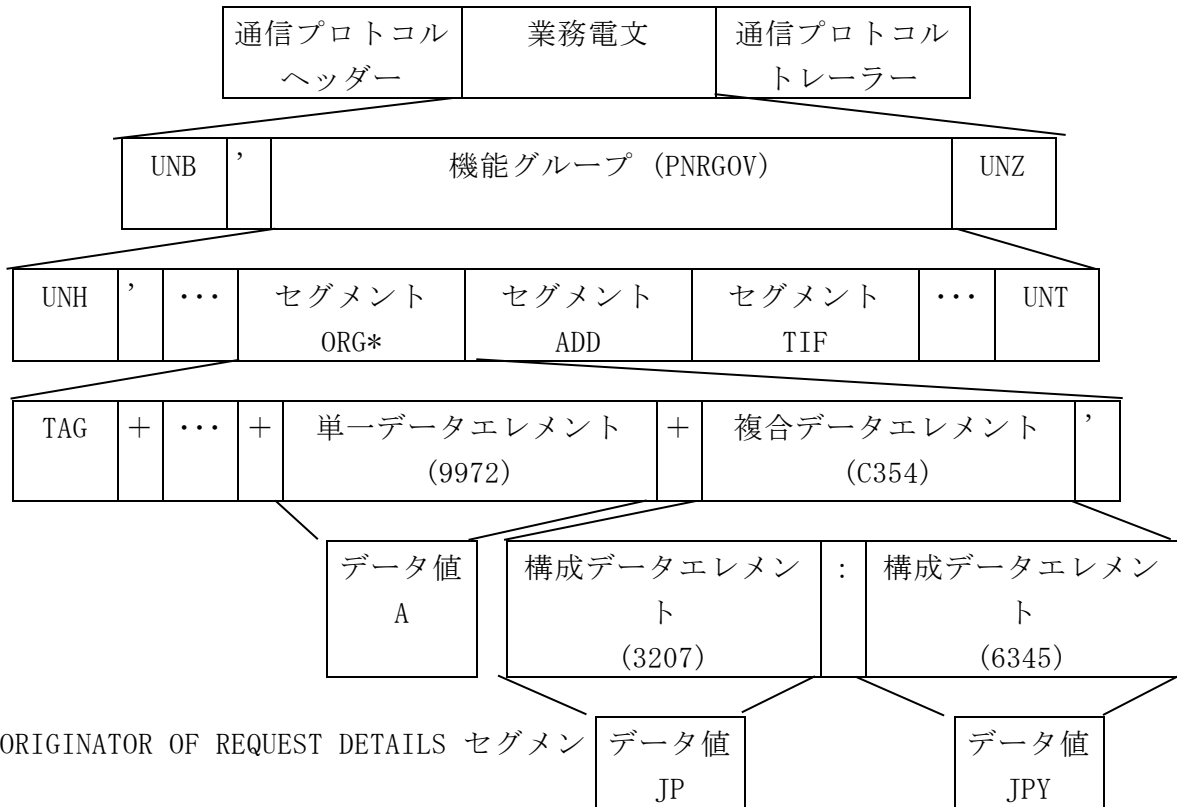 通信プロトコル 業務電文 通信プロトコル
ヘッダー トレーラー
UNB ’ 機能グループ (PNRGOV) UNZ
UNH ’ ･･･ セグメント セグメント セグメント ･･･ UNT
ORG* ADD TIF
TAG ＋ ･･･ ＋ 単一データエレメント ＋ 複合データエレメント ’
(9972) (C354)
データ値 構成データエレメン : 構成データエレメン
A ト ト
(3207) (6345)
ORIGINATOR OF REQUEST DETAILS セグメン データ値 データ値
JP JPY